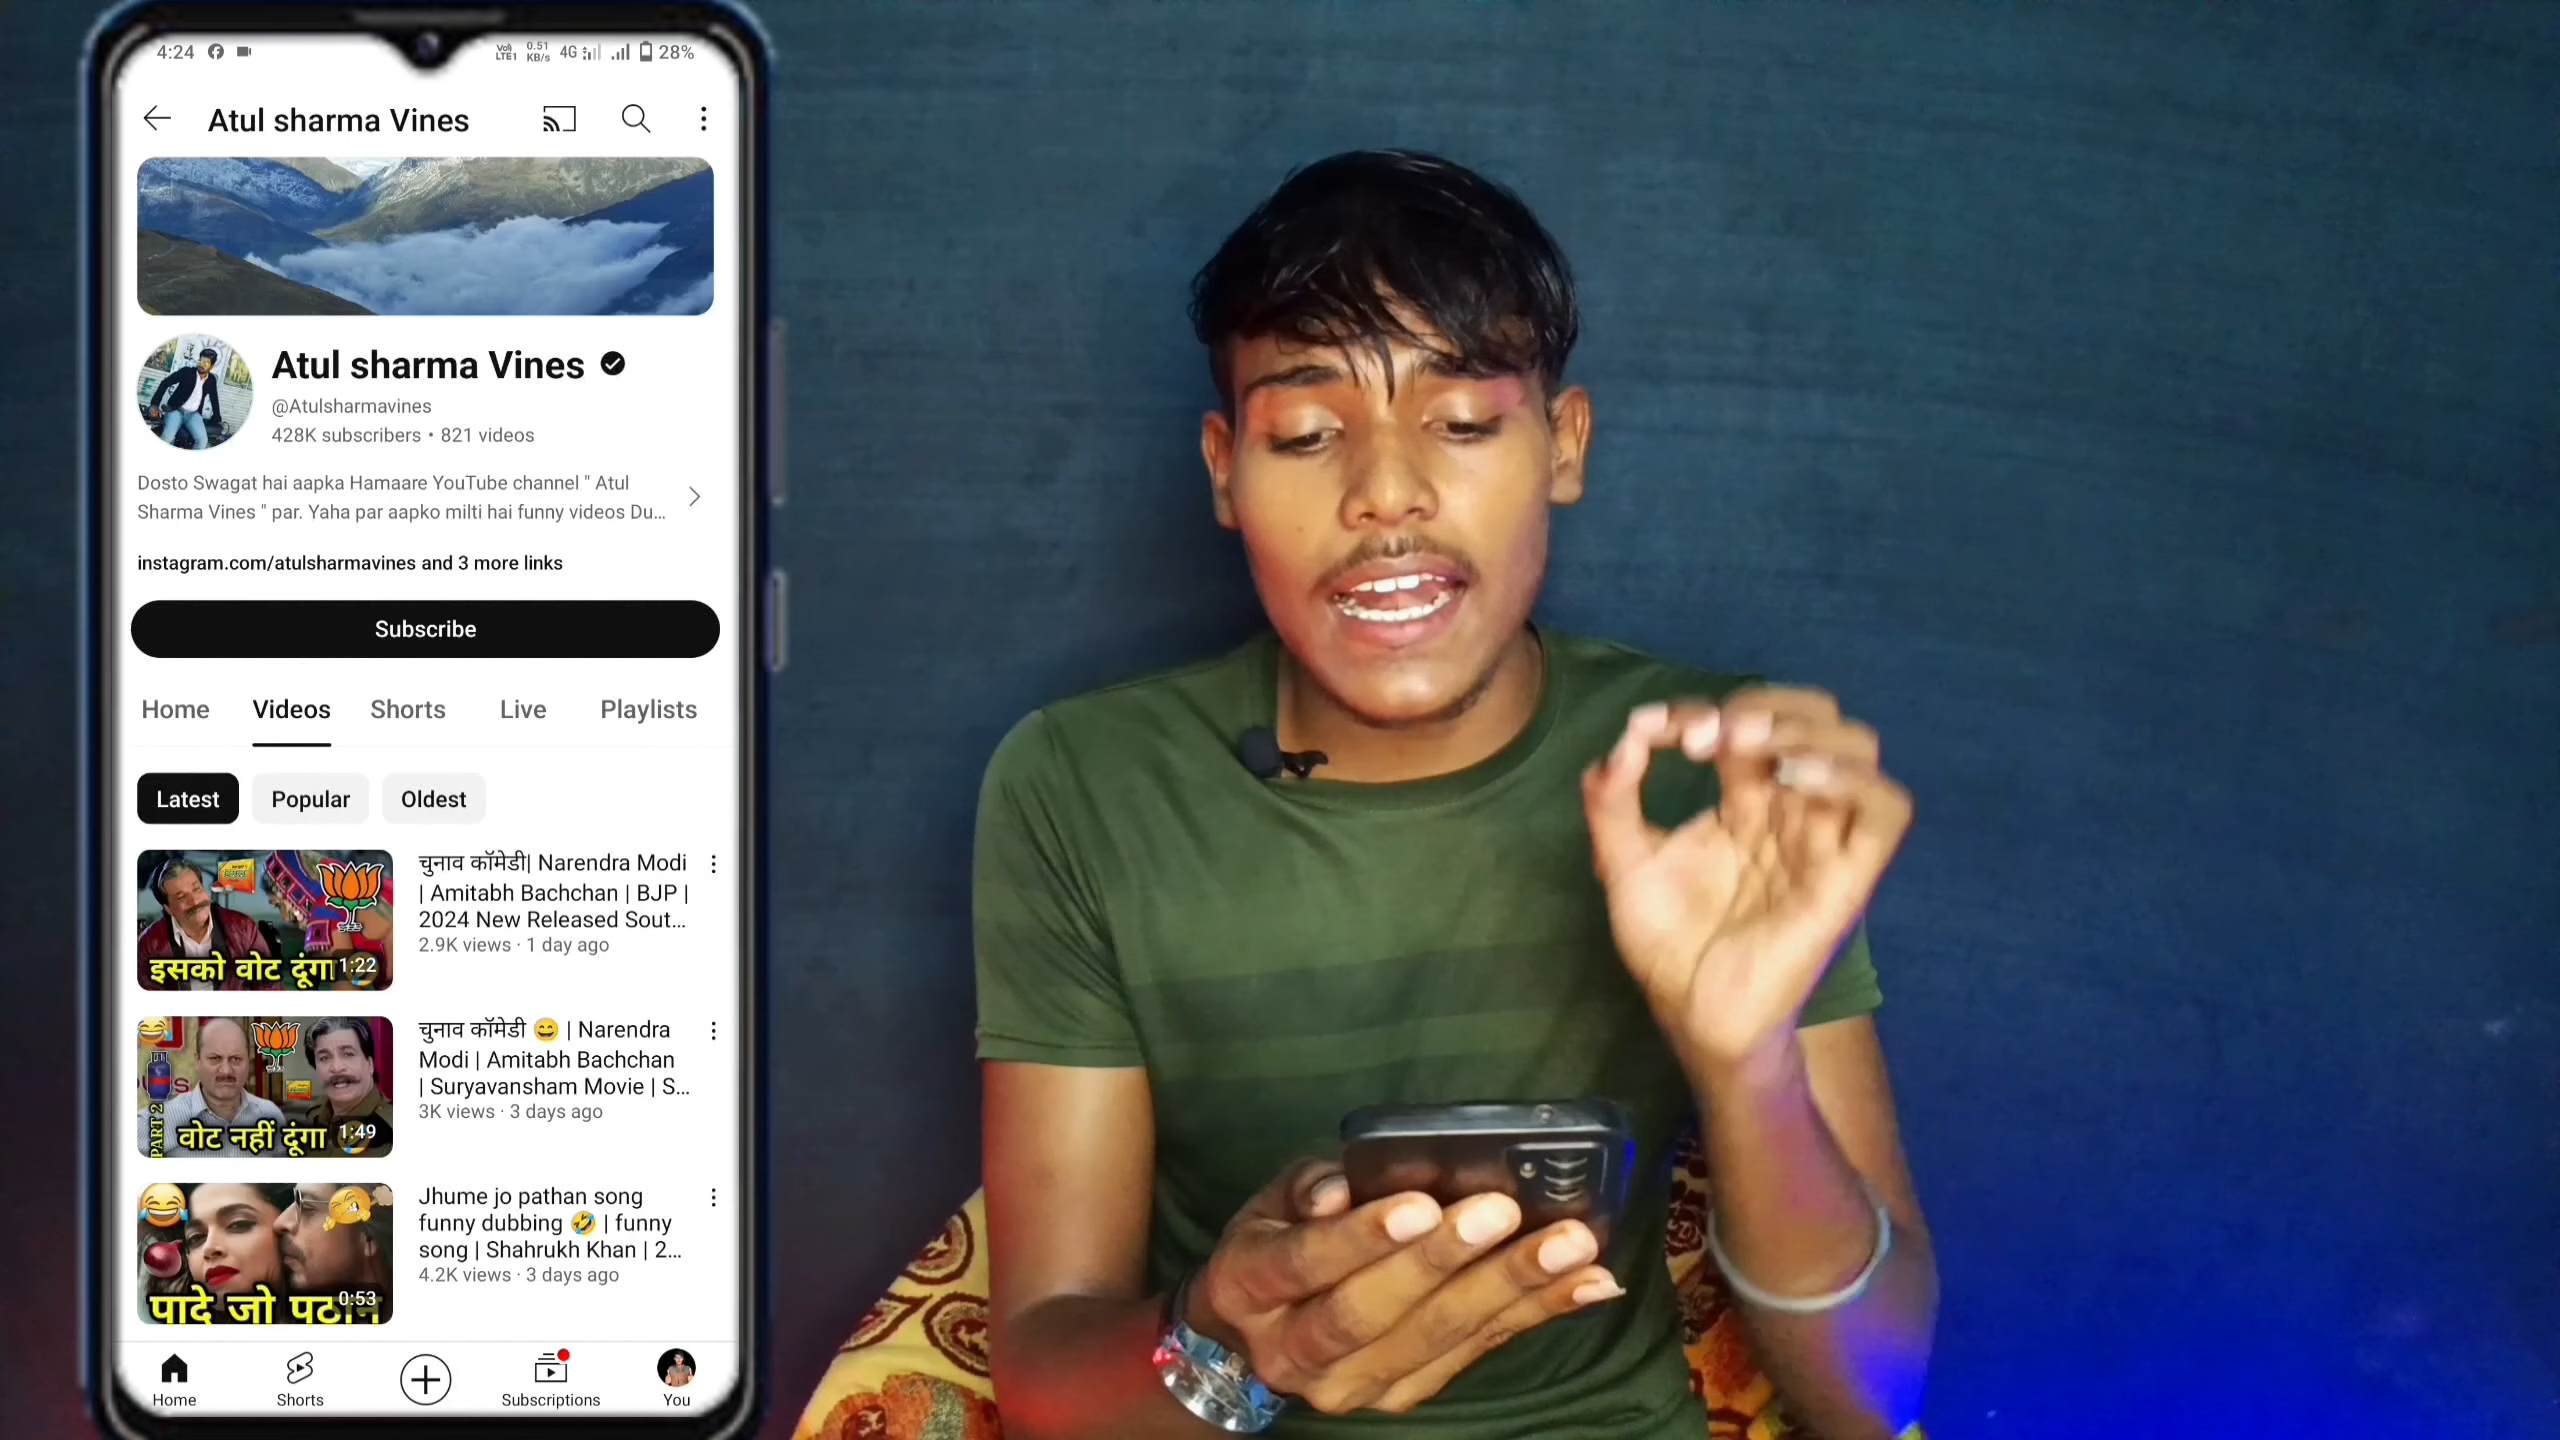 4:24
Vo)) LTE1 0.51 KB/s 4G 28%
Atul sharma Vines
Atul sharma Vines
@Atulsharmavines
428K subscribers • 821 videos
Dosto Swagat hai aapka Hamaare YouTube channel " Atul
Sharma Vines " par. Yaha par aapko milti hai funny videos Du...
instagram.com/atulsharmavines and 3 more links
Subscribe
Home Videos Shorts Live Playlists
Latest Popular Oldest
इसको वोट दूंगा 1:22
चुनाव कॉमेडी| Narendra Modi
| Amitabh Bachchan | BJP |
2024 New Released Sout...
2.9K views · 1 day ago
PART 2
वोट नहीं दूंगा 1:49
चुनाव कॉमेडी 😄 | Narendra
Modi | Amitabh Bachchan
| Suryavansham Movie | S...
3K views · 3 days ago
पादे जो पठान 0:53
Jhume jo pathan song
funny dubbing 🤣 | funny
song | Shahrukh Khan | 2...
4.2K views · 3 days ago
Home Shorts Subscriptions You